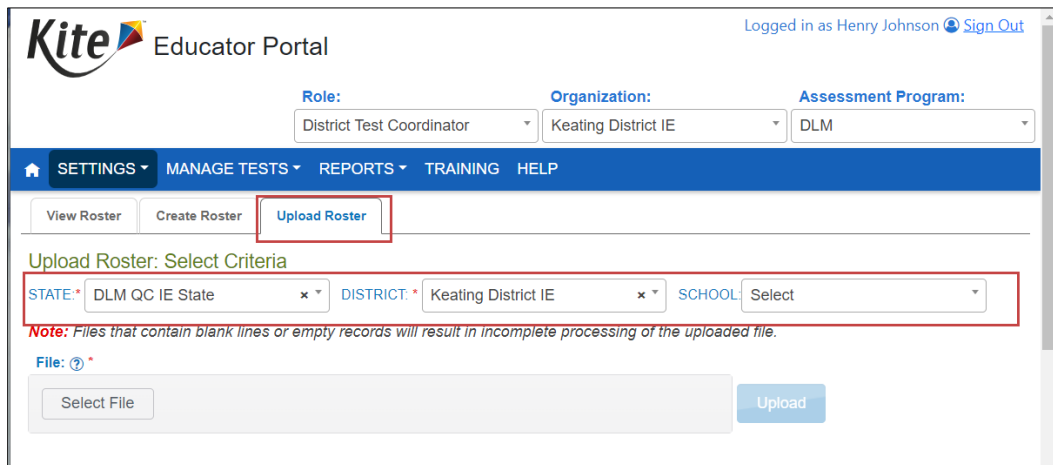 Logged in as Henry Johnson Sign Out
Kite Educator Portal
Role: Organization: Assessment Program:
District Test Coordinator Keating District IE DLM
SETTINGS MANAGE TESTS REPORTS TRAINING HELP
View Roster Create Roster Upload Roster
Upload Roster: Select Criteria
STATE:* DLM QC IE State × DISTRICT: * Keating District IE × SCHOOL: Select
Note: Files that contain blank lines or empty records will result in incomplete processing of the uploaded file.
File: ? *
Select File Upload